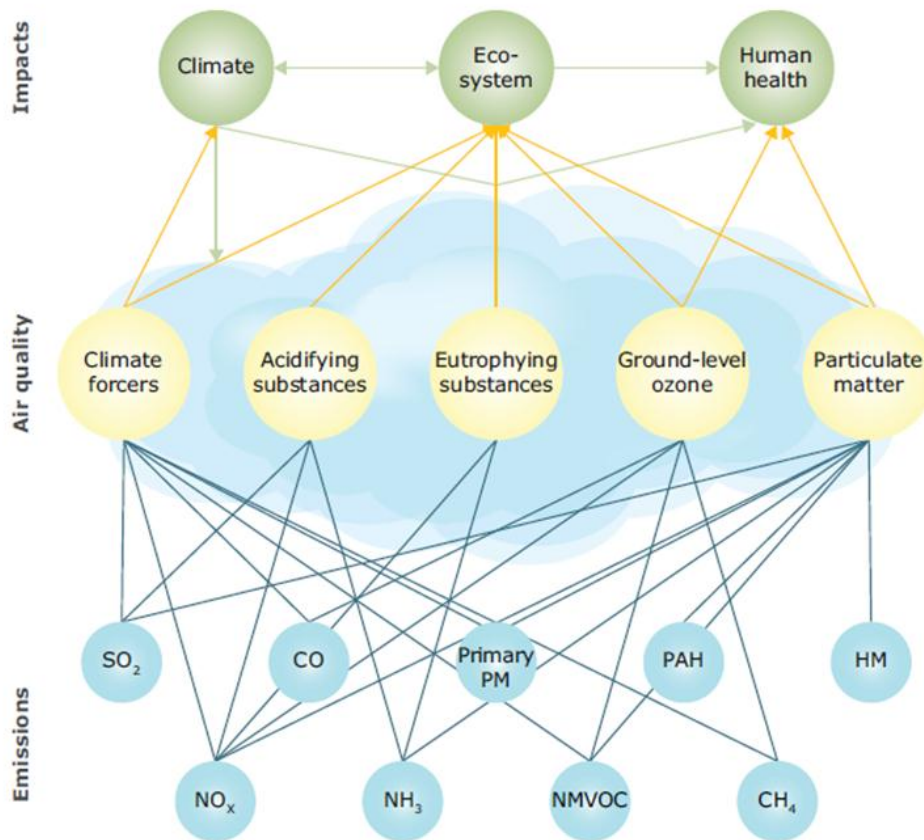 Impacts
Climate
Eco-
system
Human
health
Air quality
Climate
forcers
Acidifying
substances
Eutrophying
substances
Ground-level
ozone
Particulate
matter
Emissions
SO₂
CO
Primary
PM
PAH
HM
NOₓ
NH₃
NMVOC
CH₄